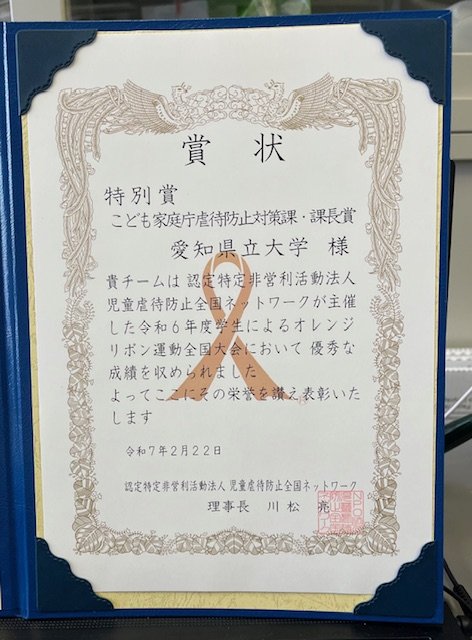 賞状
特別賞
こども家庭庁虐待防止対策課・課長賞
愛知県立大学 様
貴チームは 認定特定非営利活動法人
児童虐待防止全国ネットワークが主催
した令和6年度学生によるオレンジ
リボン運動全国大会において 優秀な
成績を収められました
よってここにその栄誉を讃え表彰いた
します
令和7年2月22日
認定特定非営利活動法人 児童虐待防止全国ネットワーク
理事長 川松 亮